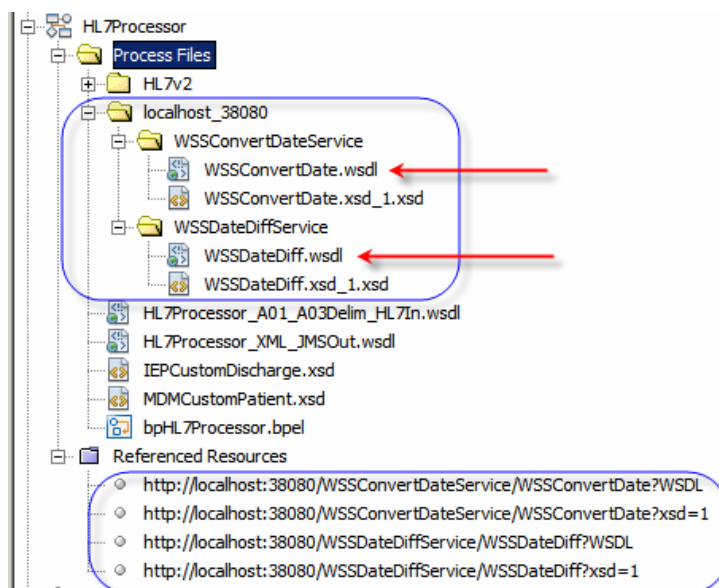 HL7Processor
Process Files
HL7v2
localhost_38080
WSSConvertDateService
WSSConvertDate.wsdl
WSSConvertDate.xsd_1.xsd
WSSDateDiffService
WSSDateDiff.wsdl
WSSDateDiff.xsd_1.xsd
HL7Processor_A01_A03Delim_HL7In.wsdl
HL7Processor_XML_JMSOut.wsdl
IEPCustomDischarge.xsd
MDMCustomPatient.xsd
bpHL7Processor.bpel
Referenced Resources
http://localhost:38080/WSSConvertDateService/WSSConvertDate?WSDL
http://localhost:38080/WSSConvertDateService/WSSConvertDate?xsd=1
http://localhost:38080/WSSDateDiffService/WSSDateDiff?WSDL
http://localhost:38080/WSSDateDiffService/WSSDateDiff?xsd=1